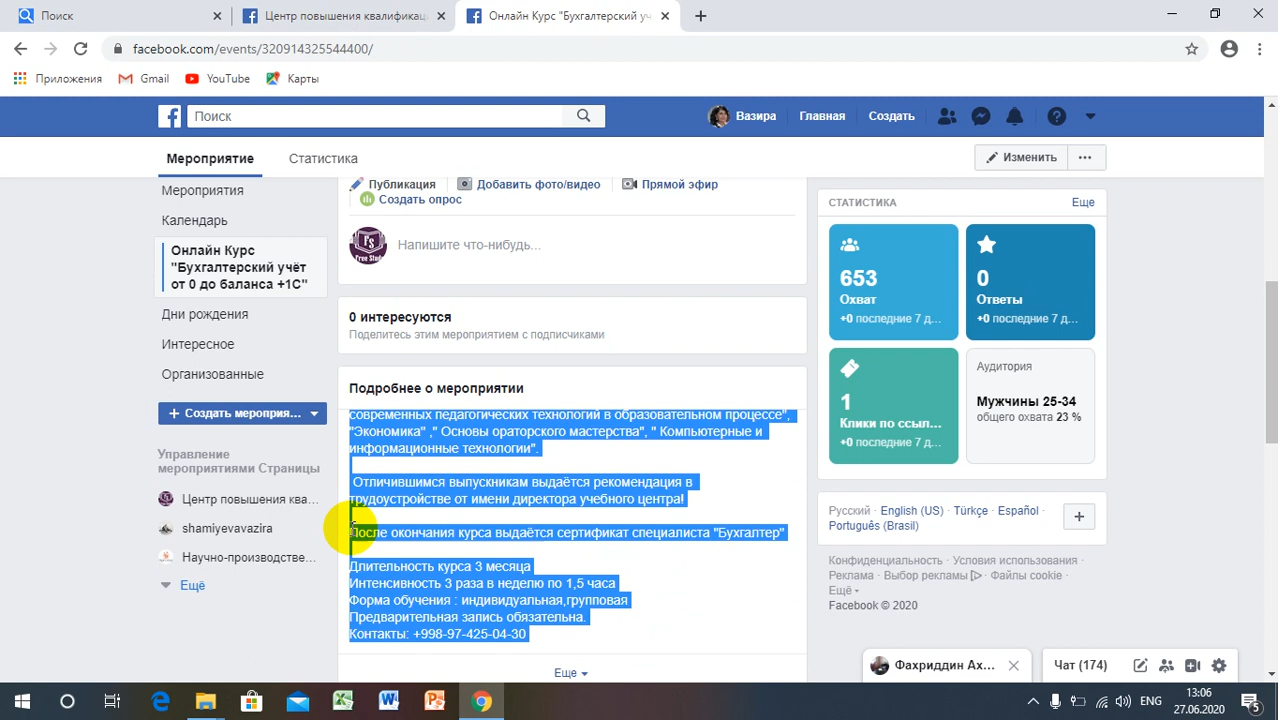 Поиск
Центр повышения квалификац
Онлайн Курс "Бухгалтерский уч
facebook.com/events/320914325544400/
Приложения
Gmail
YouTube
Карты
Поиск
Вазира
Главная
Создать
Мероприятие
Статистика
Изменить
Мероприятия
Календарь
Онлайн Курс
"Бухгалтерский учёт
от 0 до баланса +1С"
Дни рождения
Интересное
Организованные
Создать мероприя...
Управление
мероприятиями Страницы
Центр повышения ква...
shamiyevavazira
Научно-производстве...
Ещё
Публикация
Добавить фото/видео
Прямой эфир
Создать опрос
Free Study
Напишите что-нибудь...
0 интересуются
Поделитесь этим мероприятием с подписчиками
Подробнее о мероприятии
современных педагогических технологий в образовательном процессе",
"Экономика" ," Основы ораторского мастерства", " Компьютерные и
информационные технологии".
Отличившимся выпускникам выдаётся рекомендация в
трудоустройстве от имени директора учебного центра!
После окончания курса выдаётся сертификат специалиста "Бухгалтер"
Длительность курса 3 месяца
Интенсивность 3 раза в неделю по 1,5 часа
Форма обучения : индивидуальная,групповая
Предварительная запись обязательна.
Контакты: +998-97-425-04-30
Еще
СТАТИСТИКА
Еще
653
Охват
+0 последние 7 д...
0
Ответы
+0 последние 7 д...
1
Клики по ссыл...
+0 последние 7 д...
Аудитория
Мужчины 25-34
общего охвата 23 %
Русский · English (US) · Türkçe · Español ·
Português (Brasil)
Конфиденциальность · Условия использования ·
Реклама · Выбор рекламы · Файлы cookie ·
Ещё
Facebook © 2020
Фахриддин Ах...
Чат (174)
ENG
13:06
27.06.2020
5